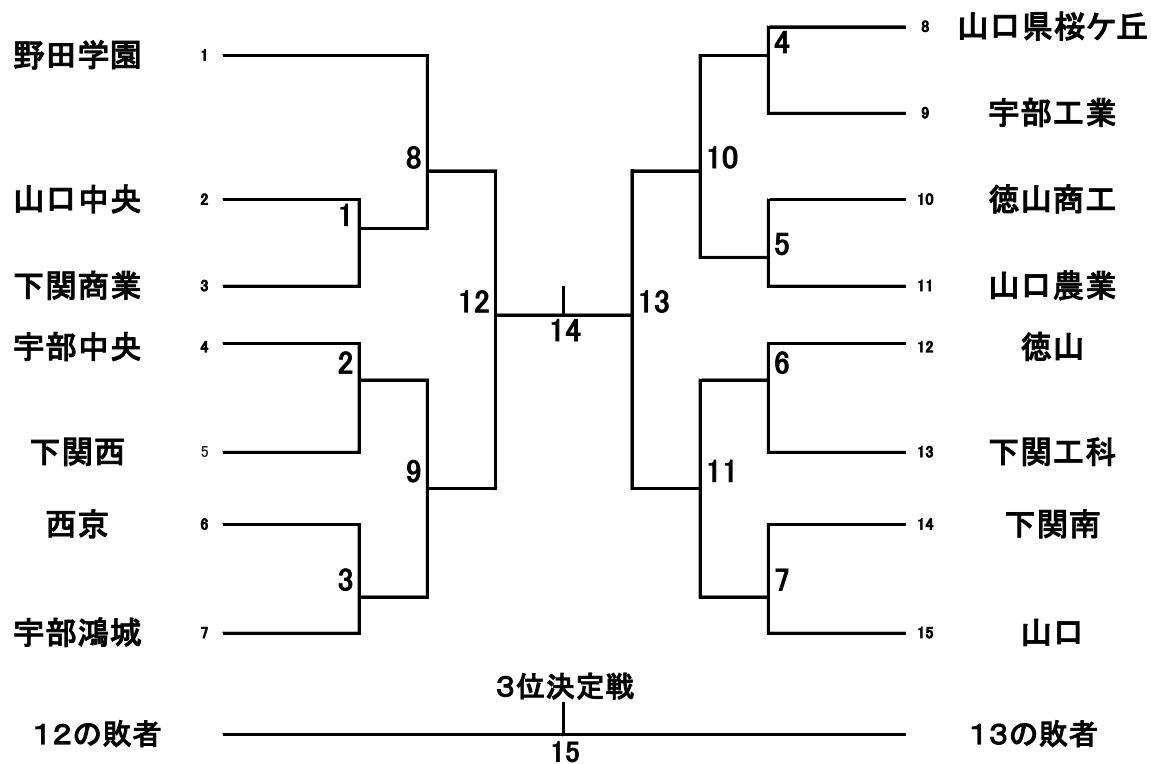 野田学園 1
山口中央 2
下関商業 3
宇部中央 4
下関西 5
西京 6
宇部鴻城 7
1
2
3
8
9
12
14
13
10
11
4
5
6
7
8 山口県桜ケ丘
9 宇部工業
10 徳山商工
11 山口農業
12 徳山
13 下関工科
14 下関南
15 山口
３位決定戦
１２の敗者
15
１３の敗者